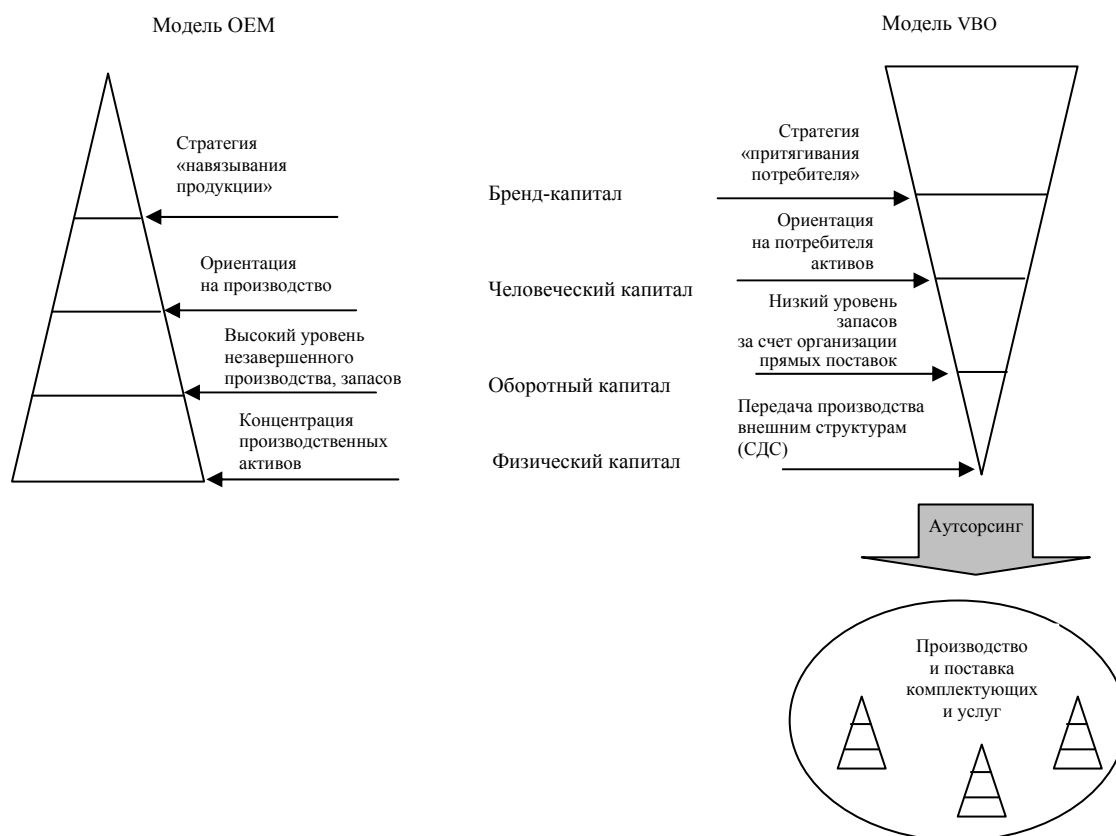 Модель OEM
Модель VBO
Стратегия
«навязывания
продукции»
Ориентация
на производство
Высокий уровень
незавершенного
производства, запасов
Концентрация
производственных
активов
Бренд-капитал
Человеческий капитал
Оборотный капитал
Физический капитал
Стратегия
«притягивания
потребителя»
Ориентация
на потребителя
активов
Низкий уровень
запасов
за счет организации
прямых поставок
Передача производства
внешним структурам
(СДС)
Аутсорсинг
Производство
и поставка
комплектующих
и услуг